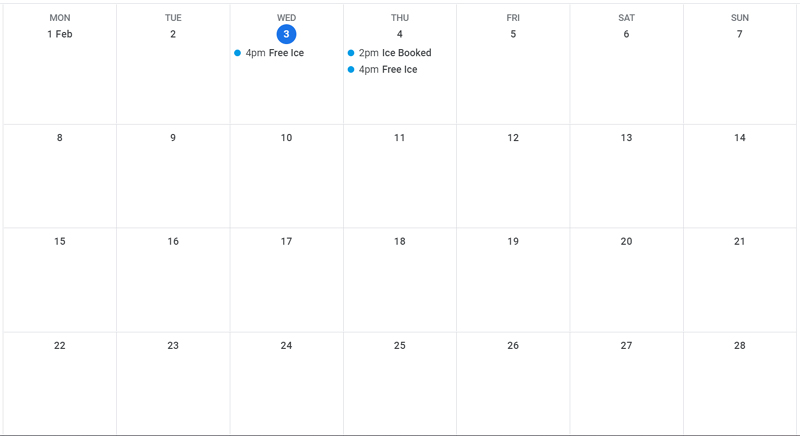 MON TUE WED THU FRI SAT SUN
1 Feb 2 3 4 5 6 7
4pm Free Ice 2pm Ice Booked
4pm Free Ice
8 9 10 11 12 13 14
15 16 17 18 19 20 21
22 23 24 25 26 27 28